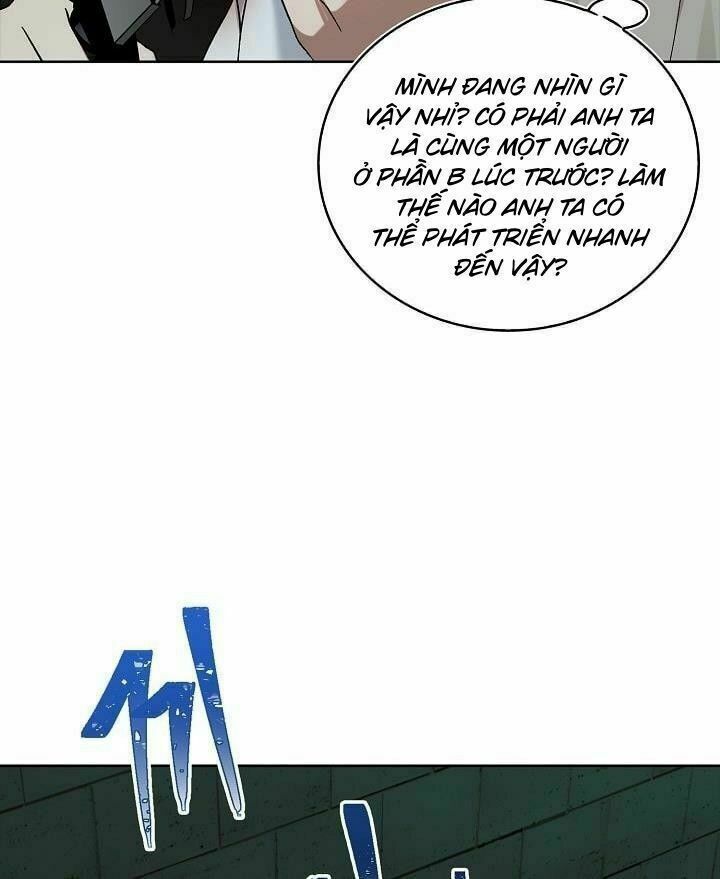 MÌNH ĐANG NHÌN GÌ
VẬY NHỈ? CÓ PHẢI ANH TA
LÀ CÙNG MỘT NGƯỜI
Ở PHẦN B LÚC TRƯỚC? LÀM
THẾ NÀO ANH TA CÓ
THỂ PHÁT TRIỂN NHANH
ĐẾN VẬY?